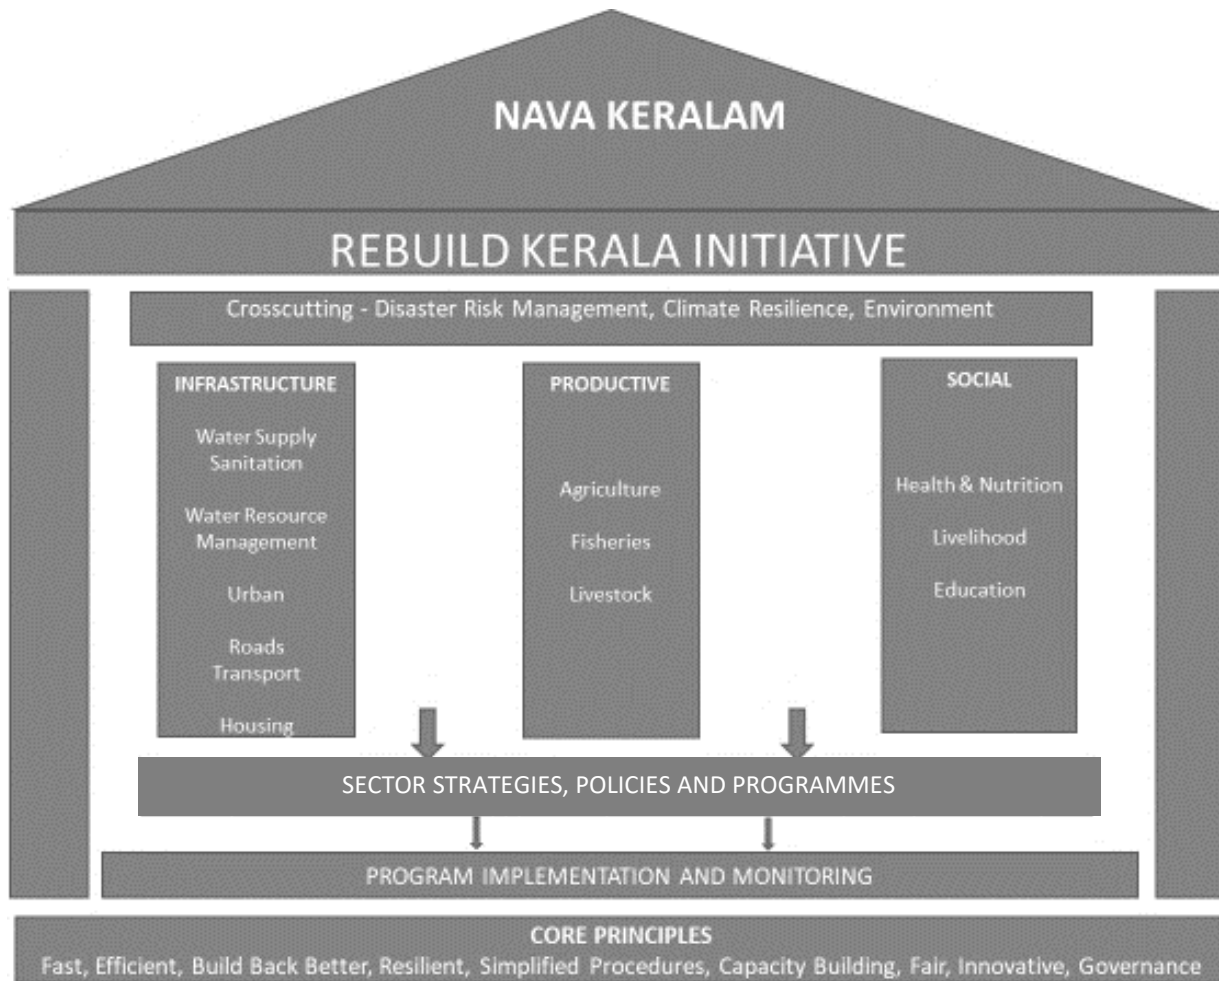 NAVA KERALAM
REBUILD KERALA INITIATIVE
Crosscutting - Disaster Risk Management, Climate Resilience, Environment
INFRASTRUCTURE
Water Supply
Sanitation
Water Resource
Management
Urban
Roads
Transport
Housing
PRODUCTIVE
Agriculture
Fisheries
Livestock
SOCIAL
Health & Nutrition
Livelihood
Education
SECTOR STRATEGIES, POLICIES AND PROGRAMMES
PROGRAM IMPLEMENTATION AND MONITORING
CORE PRINCIPLES
Fast, Efficient, Build Back Better, Resilient, Simplified Procedures, Capacity Building, Fair, Innovative, Governance